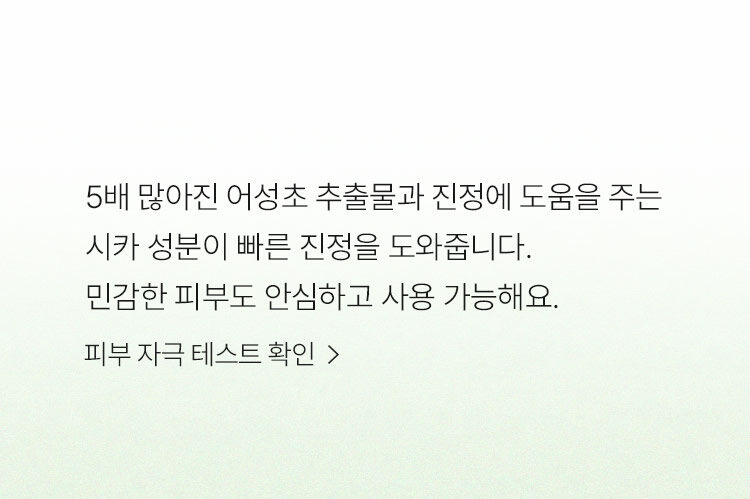 5배 많아진 어성초 추출물과 진정에 도움을 주는
시카 성분이 빠른 진정을 도와줍니다.
민감한 피부도 안심하고 사용 가능해요.
피부 자극 테스트 확인 >